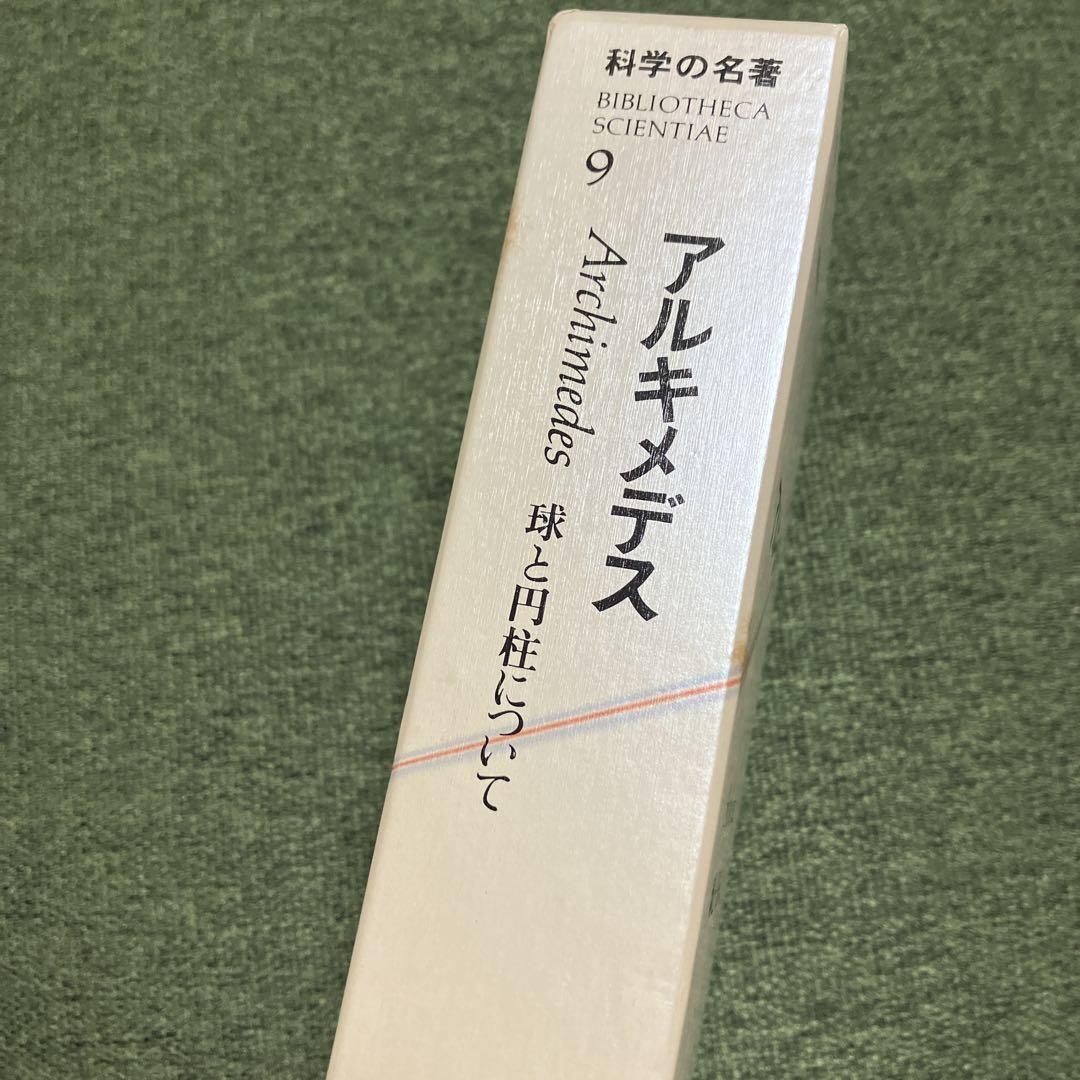 科学の名著
BIBLIOTHECA
SCIENTIAE
9
アルキメデス
Archimedes
球と円柱について